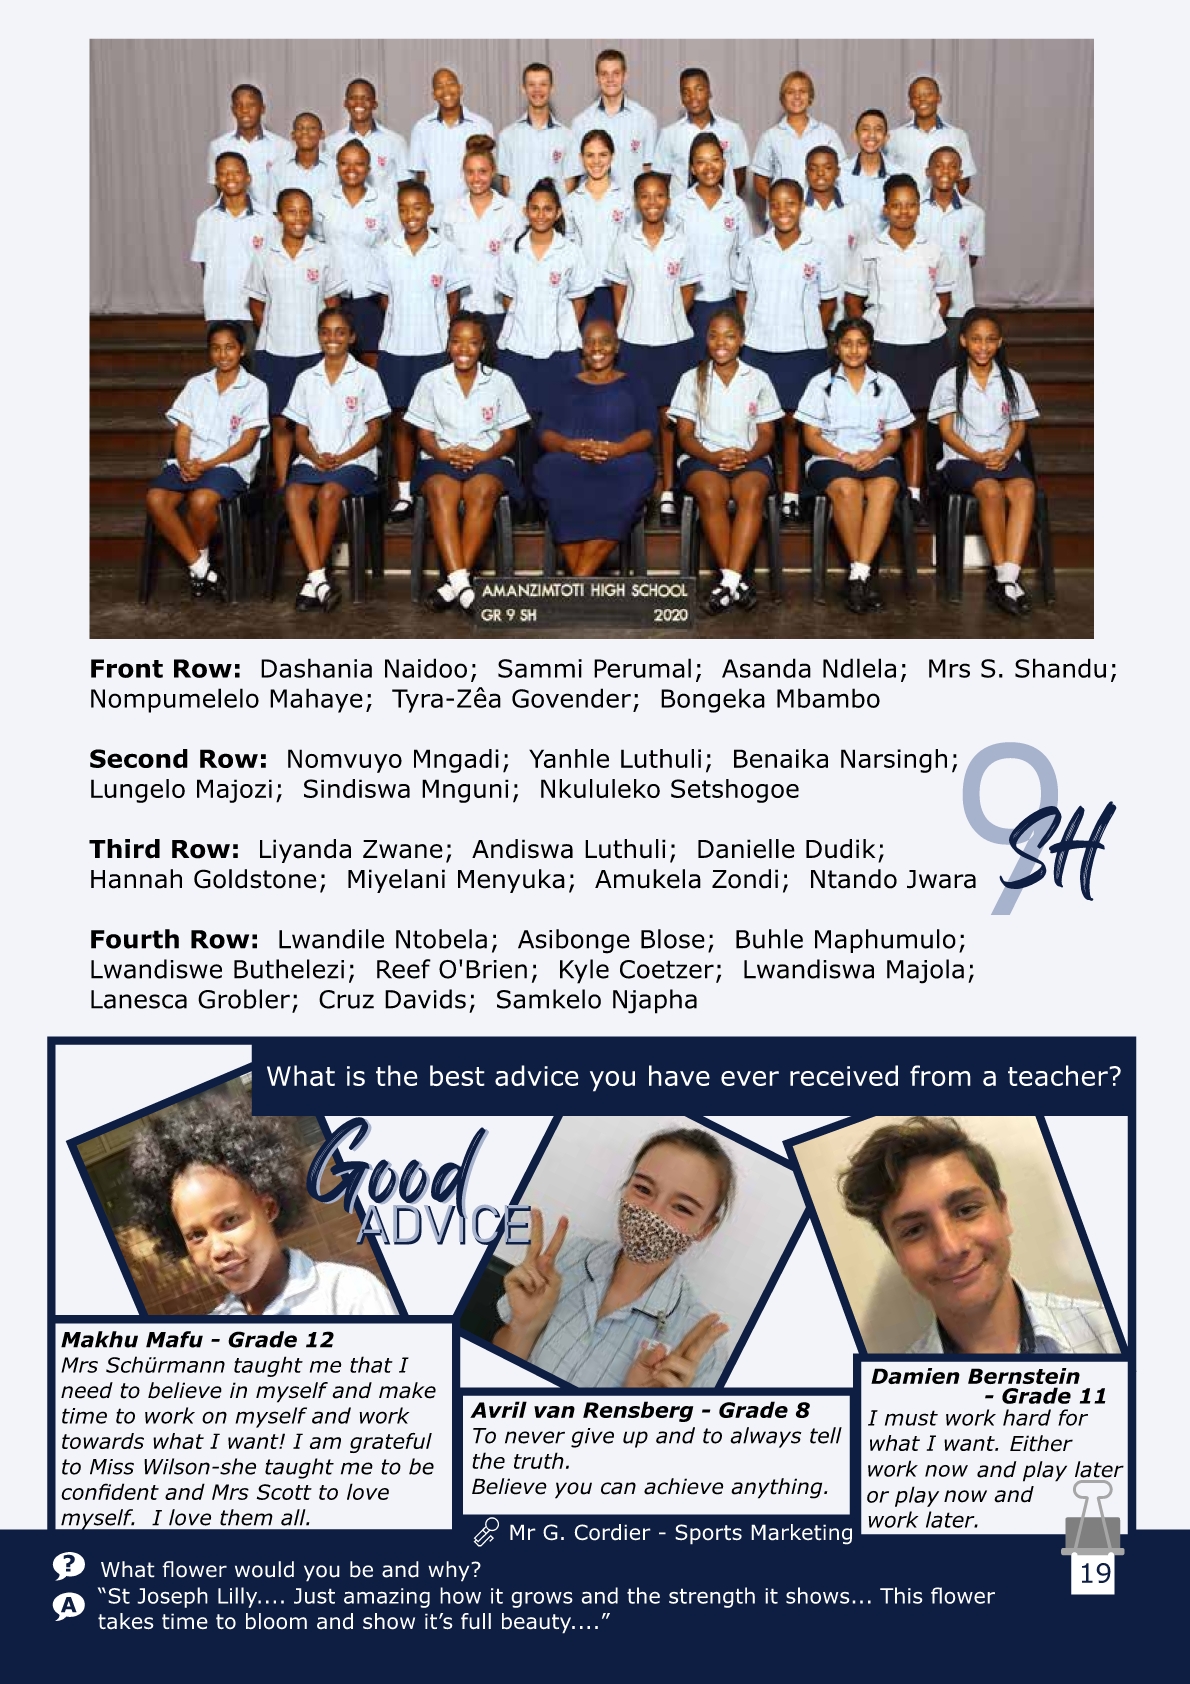 AMANZIMTOTI HIGH SCHOOL
GR 9 SH 2020
Front Row: Dashania Naidoo; Sammi Perumal; Asanda Ndlela; Mrs S. Shandu;
Nompumelelo Mahaye; Tyra-Zêa Govender; Bongeka Mbambo
Second Row: Nomvuyo Mngadi; Yanhle Luthuli; Benaika Narsingh;
Lungelo Majozi; Sindiswa Mnguni; Nkululeko Setshogoe
Third Row: Liyanda Zwane; Andiswa Luthuli; Danielle Dudik;
Hannah Goldstone; Miyelani Menyuka; Amukela Zondi; Ntando Jwara
9 SH
Fourth Row: Lwandile Ntobela; Asibonge Blose; Buhle Maphumulo;
Lwandiswe Buthelezi; Reef O'Brien; Kyle Coetzer; Lwandiswa Majola;
Lanesca Grobler; Cruz Davids; Samkelo Njapha
What is the best advice you have ever received from a teacher?
Good
ADVICE
Makhu Mafu - Grade 12
Mrs Schürmann taught me that I
need to believe in myself and make
time to work on myself and work
towards what I want! I am grateful
to Miss Wilson-she taught me to be
confident and Mrs Scott to love
myself. I love them all.
Avril van Rensberg - Grade 8
To never give up and to always tell
the truth.
Believe you can achieve anything.
Damien Bernstein
- Grade 11
I must work hard for
what I want. Either
work now and play later
or play now and
work later.
Mr G. Cordier - Sports Marketing
? What flower would you be and why?
A “St Joseph Lilly.... Just amazing how it grows and the strength it shows... This flower
takes time to bloom and show it’s full beauty....”
19